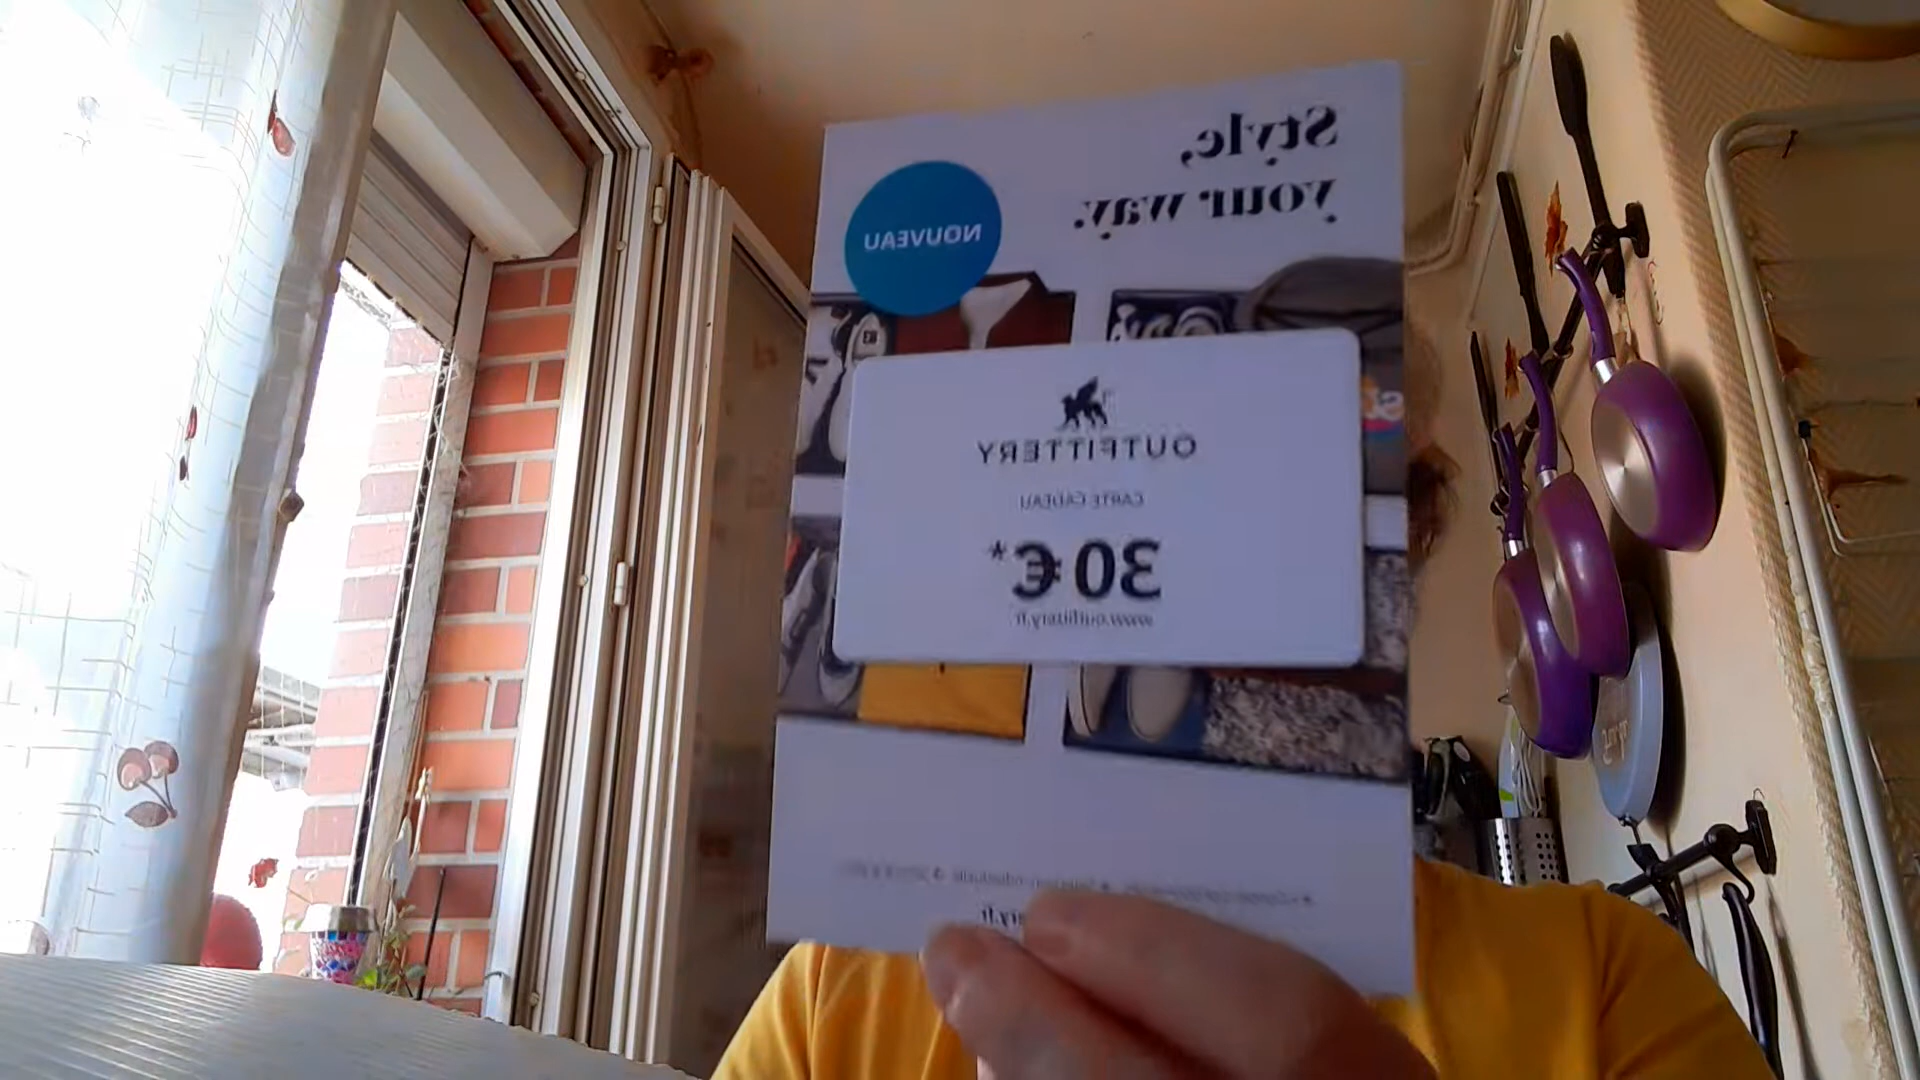 Style,
your way.
NOUVEAU
OUTFITTERY
CARTE CADEAU
30 €*
www.outfittery.fr